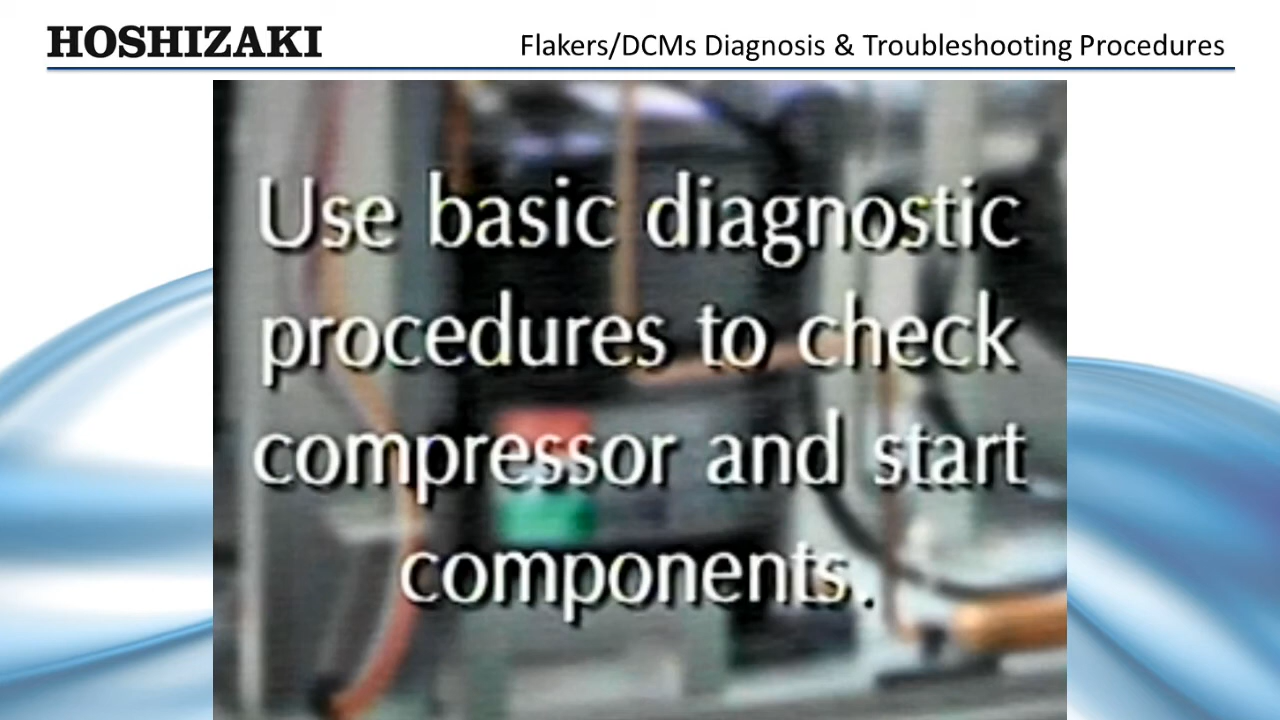 HOSHIZAKI
Flakers/DCMs Diagnosis & Troubleshooting Procedures
Use basic diagnostic
procedures to check
compressor and start
components.